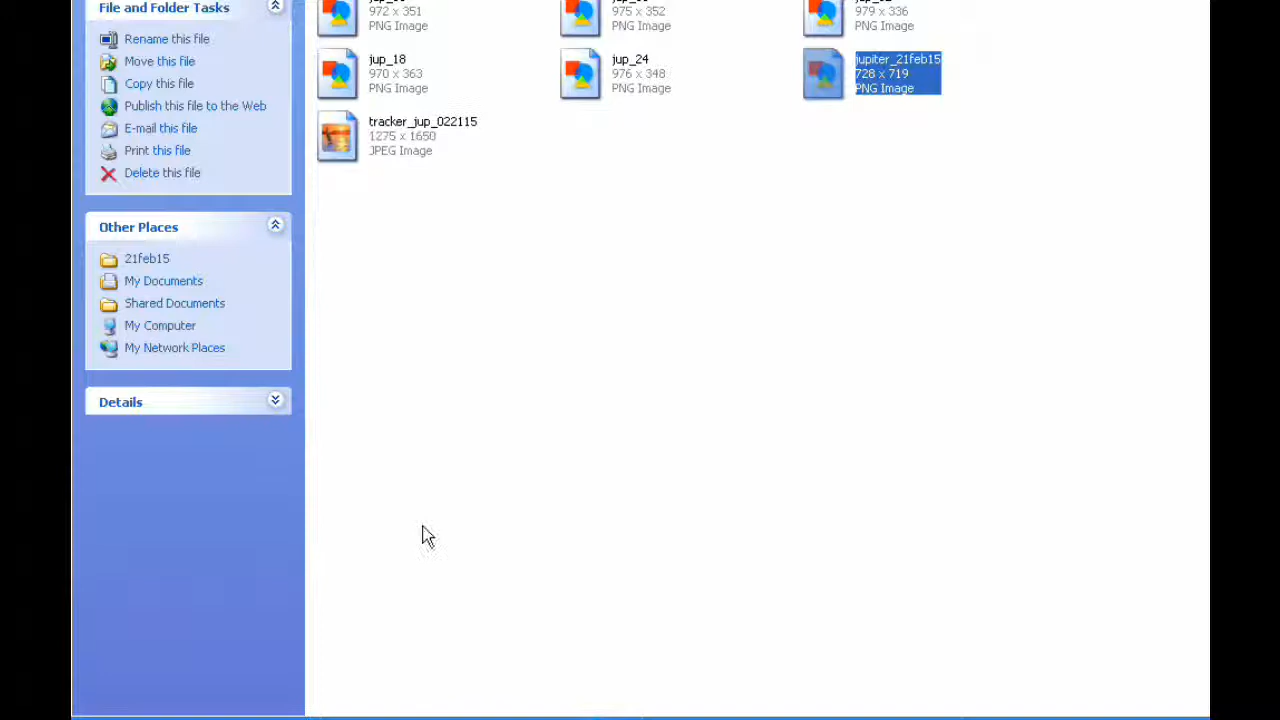 File and Folder Tasks
Rename this file
Move this file
Copy this file
Publish this file to the Web
E-mail this file
Print this file
Delete this file
Other Places
21feb15
My Documents
Shared Documents
My Computer
My Network Places
Details
972 x 351
PNG Image
975 x 352
PNG Image
979 x 336
PNG Image
jup_18
970 x 363
PNG Image
jup_24
976 x 348
PNG Image
jupiter_21feb15
728 x 719
PNG Image
tracker_jup_022115
1275 x 1650
JPEG Image